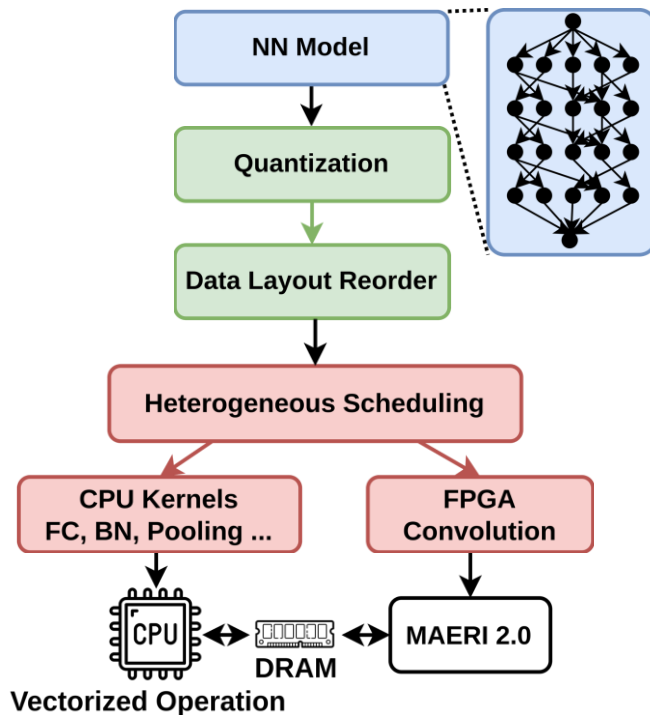 NN Model
Quantization
Data Layout Reorder
Heterogeneous Scheduling
CPU Kernels
FC, BN, Pooling ...
FPGA
Convolution
CPU
DRAM
MAERI 2.0
Vectorized Operation